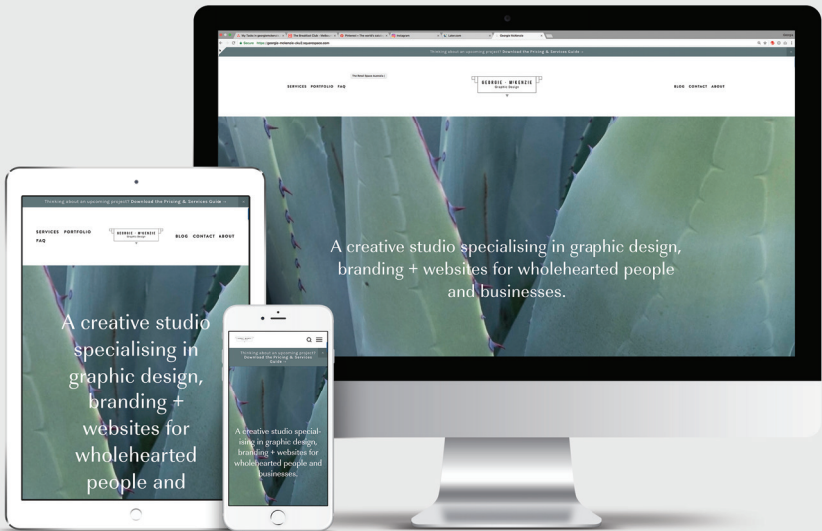 Secure
Thinking about an upcoming project? Download the Pricing & Services Guide →
SERVICES PORTFOLIO FAQ
GEORGIE · MCKENZIE
Graphic Design
BLOG CONTACT ABOUT
A creative studio specialising in graphic design,
branding + websites for wholehearted people
and businesses.
Thinking about an upcoming project? Download the Pricing & Services Guide →
SERVICES PORTFOLIO
FAQ
GEORGIE · MCKENZIE
Graphic Design
BLOG CONTACT ABOUT
A creative studio
specialising in
graphic design,
branding +
websites for
wholehearted
people and
Thinking about an upcoming project?
Download the Pricing & Services
Guide →
A creative studio special-
ising in graphic design,
branding + websites for
wholehearted people and
businesses.